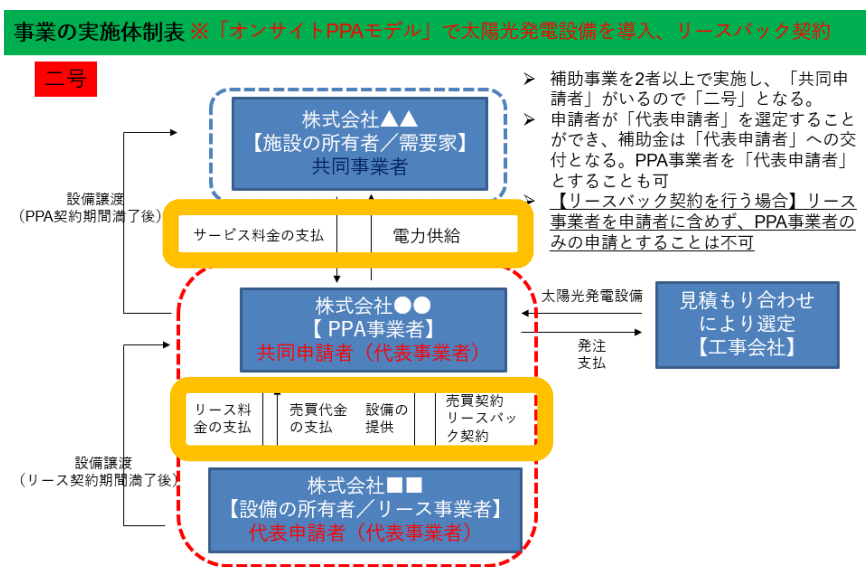 事業の実施体制表 ※「オンサイトPPAモデル」で太陽光発電設備を導入、リースバック契約
二号
➢ 補助事業を2者以上で実施し、「共同申
請者」がいるので「二号」となる。
➢ 申請者が「代表申請者」を選定すること
ができ、補助金は「代表申請者」への交
付となる。PPA事業者を「代表申請者」
とすることも可
➢ 【リースバック契約を行う場合】リース
事業者を申請者に含めず、PPA事業者の
みの申請とすることは不可
株式会社▲▲
【施設の所有者／需要家】
共同事業者
設備譲渡
（PPA契約期間満了後）
サービス料金の支払
電力供給
株式会社●●
【 PPA事業者】
共同申請者（代表事業者）
太陽光発電設備
発注
支払
見積もり合わせ
により選定
【工事会社】
リース料
金の支払
売買代金
の支払
設備の
提供
売買契約
リースバッ
ク契約
設備譲渡
（リース契約期間満了後）
株式会社■■
【設備の所有者／リース事業者】
代表申請者（代表事業者）